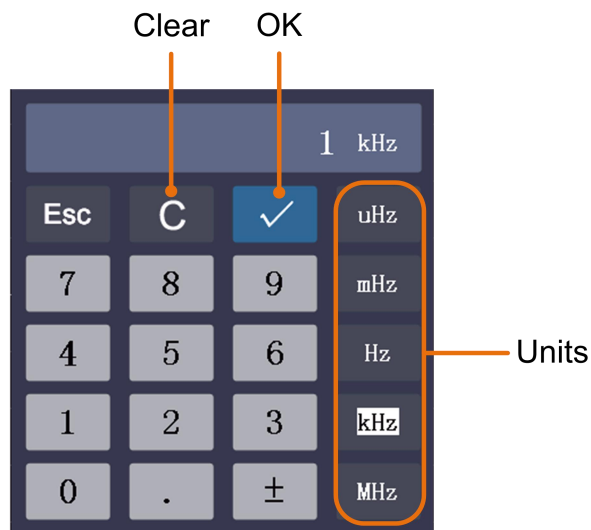 Clear OK
1 kHz
Esc C ✓ uHz
7 8 9 mHz
4 5 6 Hz
Units
1 2 3 kHz
0 . ± MHz